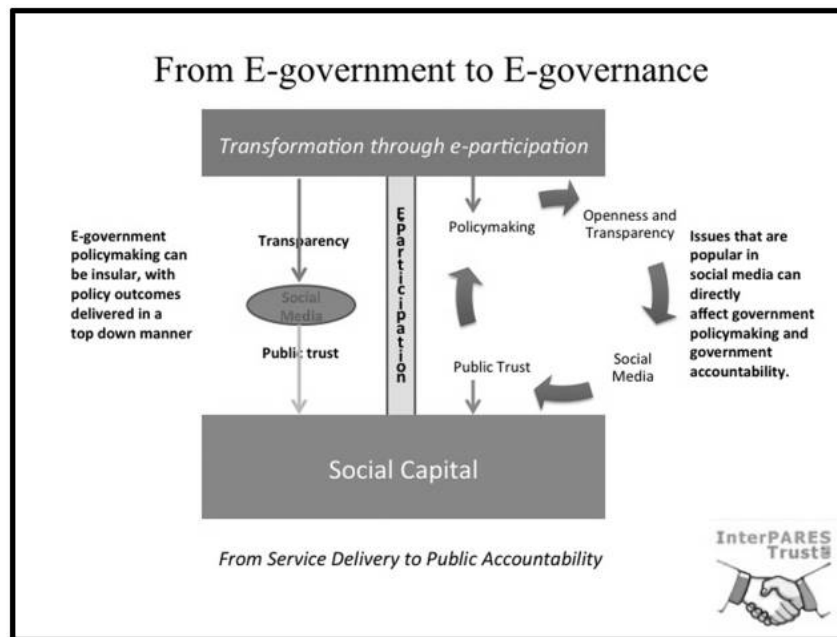 From E-government to E-governance
Transformation through e-participation
E-government
policymaking can
be insular, with
policy outcomes
delivered in a
top down manner
Transparency
Social
Media
Public trust
E-participation
Policymaking
Openness and
Transparency
Social
Media
Public Trust
Issues that are
popular in
social media can
directly
affect government
policymaking and
government
accountability.
Social Capital
From Service Delivery to Public Accountability
InterPARES
Trust